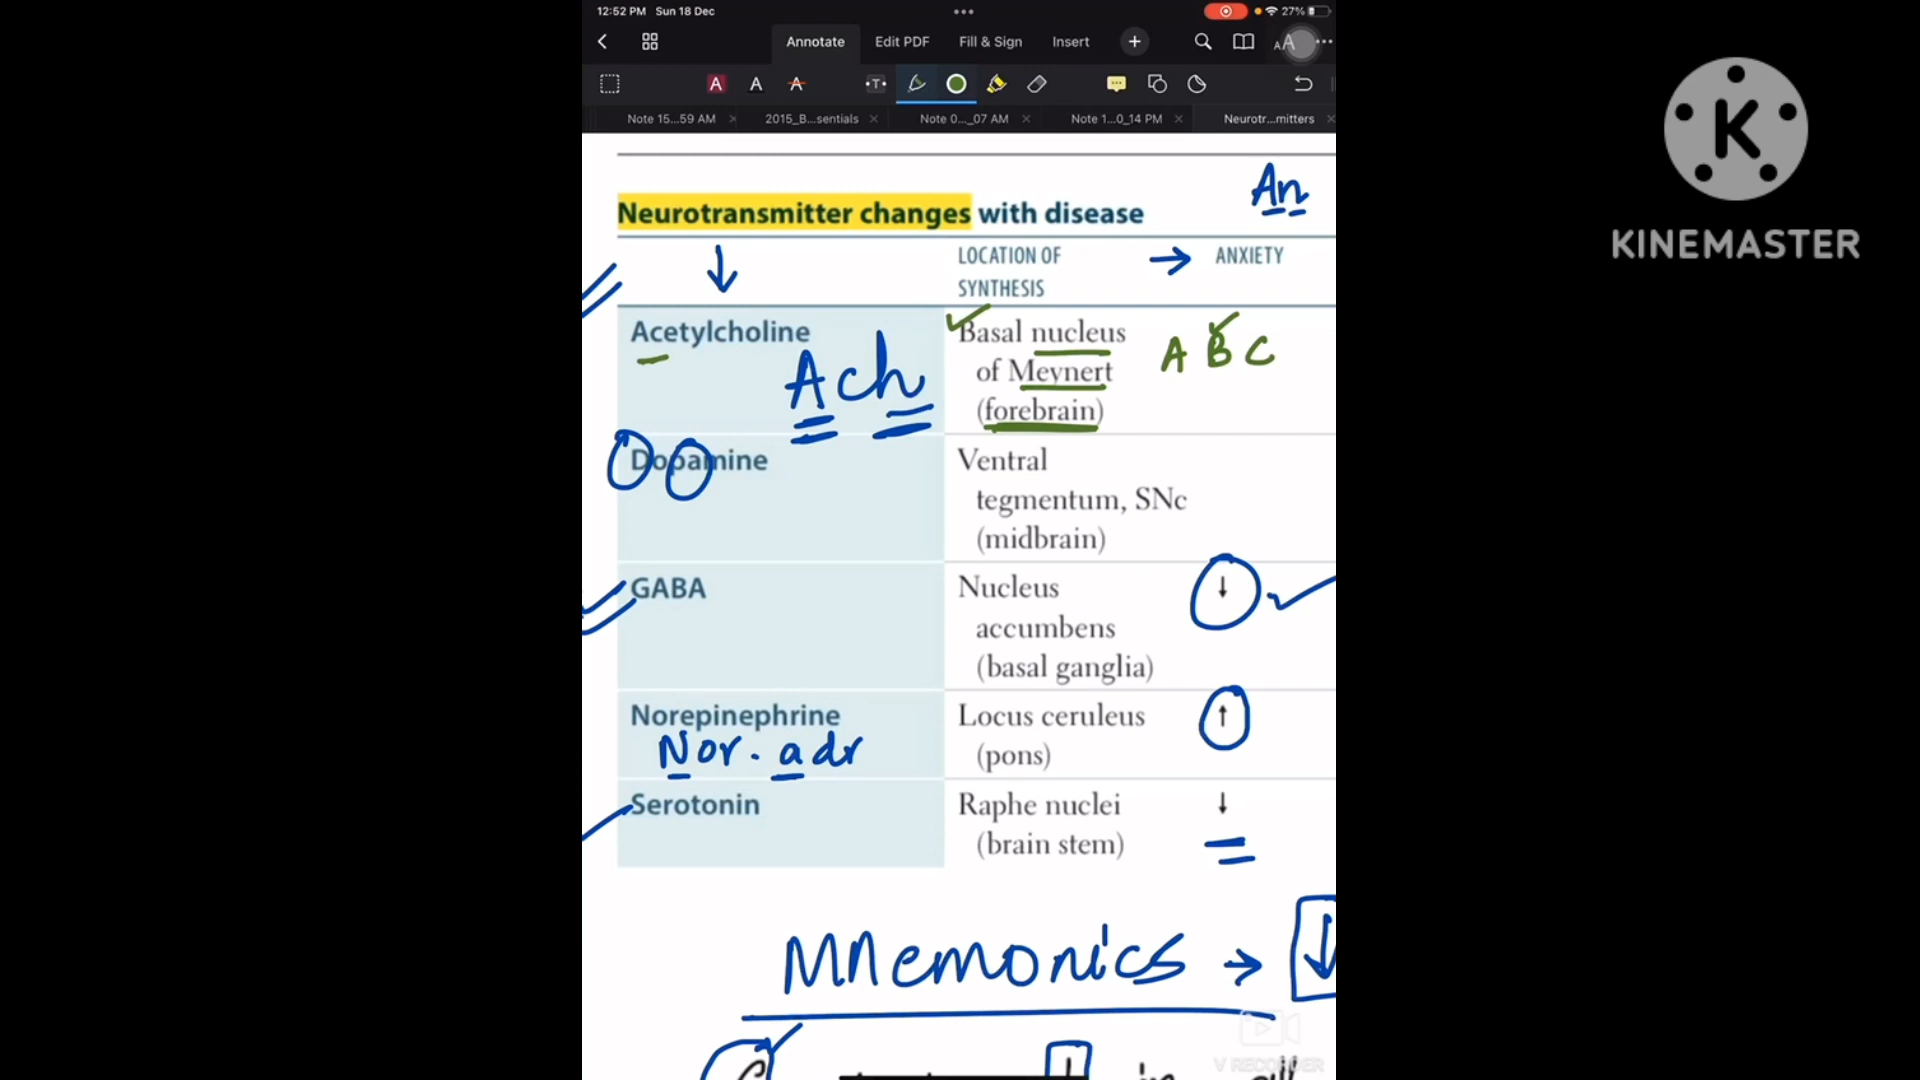 12:52 PM Sun 18 Dec
27%
Annotate Edit PDF Fill & Sign Insert
Note 15...59 AM 2015_B...sentials Note 0..._07 AM Note 1...0_14 PM Neurotr...mitters
KINEMASTER
An
Neurotransmitter changes with disease
LOCATION OF SYNTHESIS → ANXIETY
Acetylcholine
Ach
Basal nucleus
of Meynert
(forebrain)
A B C
Dopamine
Ventral
tegmentum, SNc
(midbrain)
GABA
Nucleus
accumbens
(basal ganglia)
↓
Norepinephrine
Nor. adr
Locus ceruleus
(pons)
↑
Serotonin
Raphe nuclei
(brain stem)
↓
Mnemonics → ↓
V RECORDER